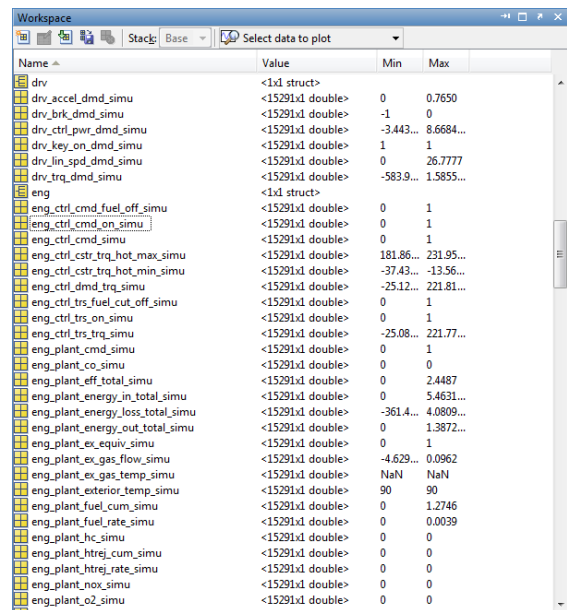 Workspace
Stack: Base Select data to plot
Name Value Min Max
drv <1x1 struct>
drv_accel_dmd_simu <15291x1 double> 0 0.7650
drv_brk_dmd_simu <15291x1 double> -1 0
drv_ctrl_pwr_dmd_simu <15291x1 double> -3.443... 8.6684...
drv_key_on_dmd_simu <15291x1 double> 1 1
drv_lin_spd_dmd_simu <15291x1 double> 0 26.7777
drv_trq_dmd_simu <15291x1 double> -583.9... 1.5855...
eng <1x1 struct>
eng_ctrl_cmd_fuel_off_simu <15291x1 double> 0 1
eng_ctrl_cmd_on_simu <15291x1 double> 0 1
eng_ctrl_cmd_simu <15291x1 double> 0 1
eng_ctrl_cstr_trq_hot_max_simu <15291x1 double> 181.86... 231.95...
eng_ctrl_cstr_trq_hot_min_simu <15291x1 double> -37.43... -13.56...
eng_ctrl_dmd_trq_simu <15291x1 double> -25.12... 221.81...
eng_ctrl_trs_fuel_cut_off_simu <15291x1 double> 0 1
eng_ctrl_trs_on_simu <15291x1 double> 0 1
eng_ctrl_trs_trq_simu <15291x1 double> -25.08... 221.77...
eng_plant_cmd_simu <15291x1 double> 0 1
eng_plant_co_simu <15291x1 double> 0 0
eng_plant_eff_total_simu <15291x1 double> 0 2.4487
eng_plant_energy_in_total_simu <15291x1 double> 0 5.4631...
eng_plant_energy_loss_total_simu <15291x1 double> -361.4... 4.0809...
eng_plant_energy_out_total_simu <15291x1 double> 0 1.3872...
eng_plant_ex_equiv_simu <15291x1 double> 0 1
eng_plant_ex_gas_flow_simu <15291x1 double> -4.629... 0.0962
eng_plant_ex_gas_temp_simu <15291x1 double> NaN NaN
eng_plant_exterior_temp_simu <15291x1 double> 90 90
eng_plant_fuel_cum_simu <15291x1 double> 0 1.2746
eng_plant_fuel_rate_simu <15291x1 double> 0 0.0039
eng_plant_hc_simu <15291x1 double> 0 0
eng_plant_htrej_cum_simu <15291x1 double> 0 0
eng_plant_htrej_rate_simu <15291x1 double> 0 0
eng_plant_nox_simu <15291x1 double> 0 0
eng_plant_o2_simu <15291x1 double> 0 0